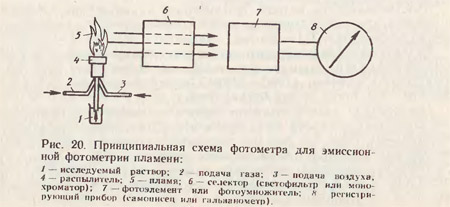 6
7
8
5
4
2
3
1
Рис. 20. Принципиальная схема фотометра для эмиссион-
ной фотометрии пламени:
1 — исследуемый раствор; 2 — подача газа; 3 — подача воздуха,
4 — распылитель; 5 — пламя; 6 — селектор (светофильтр или моно-
хроматор); 7 — фотоэлемент или фотоумножитель; 8 регистри-
рующий прибор (самописец или гальванометр).